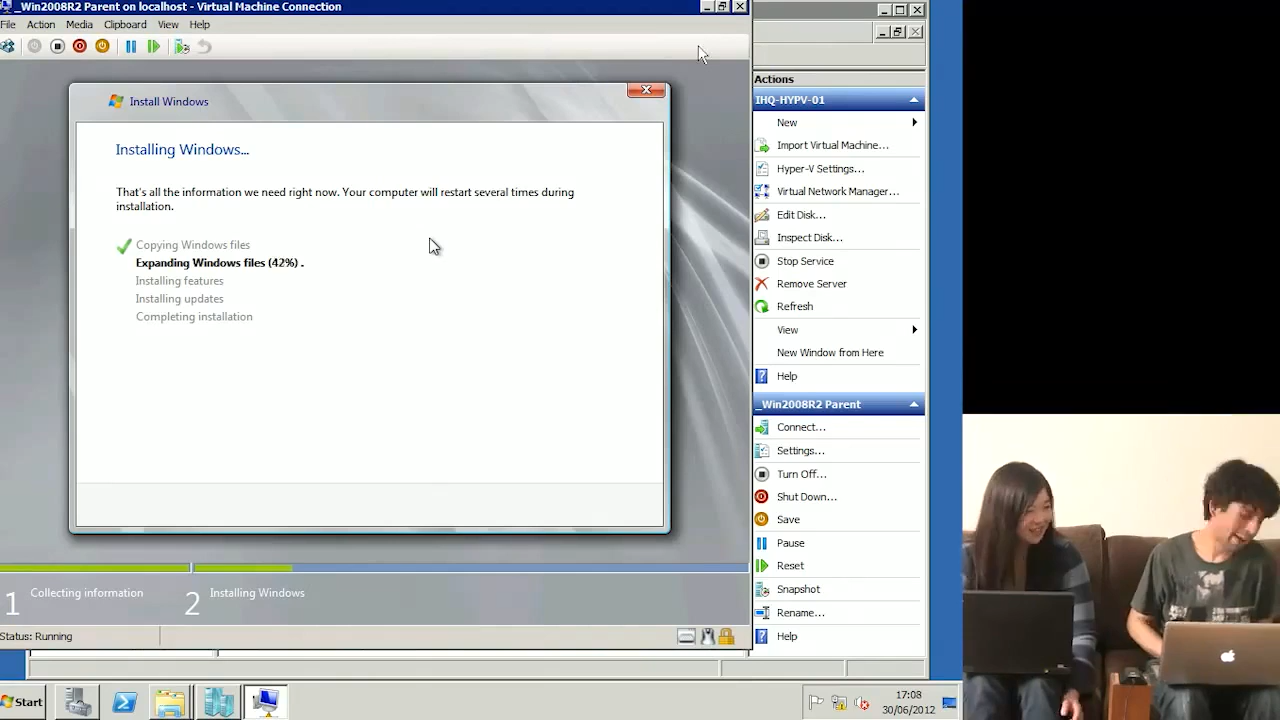 _Win2008R2 Parent on localhost - Virtual Machine Connection
File Action Media Clipboard View Help
Install Windows
Installing Windows...
That's all the information we need right now. Your computer will restart several times during
installation.
Copying Windows files
Expanding Windows files (42%) .
Installing features
Installing updates
Completing installation
1 Collecting information
2 Installing Windows
Status: Running
Actions
IHQ-HYPV-01
New
Import Virtual Machine...
Hyper-V Settings...
Virtual Network Manager...
Edit Disk...
Inspect Disk...
Stop Service
Remove Server
Refresh
View
New Window from Here
Help
_Win2008R2 Parent
Connect...
Settings...
Turn Off...
Shut Down...
Save
Pause
Reset
Snapshot
Rename...
Help
Start
17:08
30/06/2012